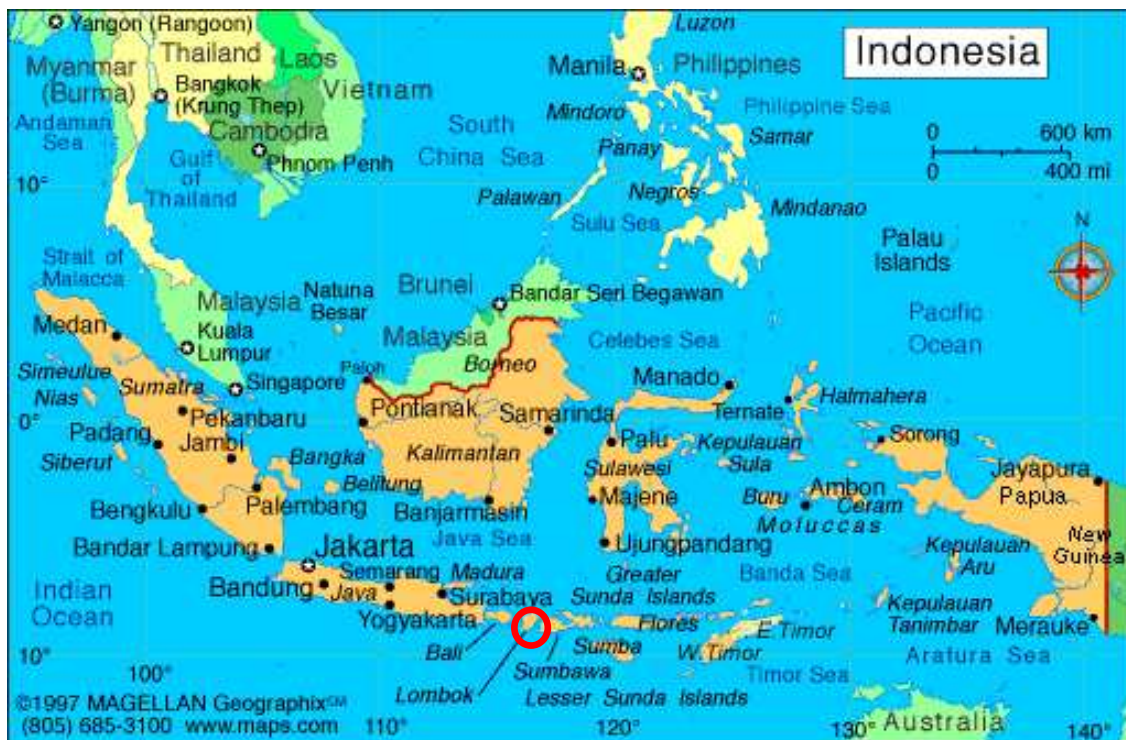 Indonesia
Yangon (Rangoon)
Thailand
Laos
Luzon
Myanmar
(Burma)
Bangkok
(Krung Thep)
Vietnam
Manila
Philippines
Philippine Sea
Mindoro
Andaman
Sea
Cambodia
South
China Sea
Samar
0 600 km
0 400 mi
Gulf
of
Thailand
Phnom Penh
Panay
10°
Palawan
Negros
Mindanao
Sulu Sea
N
Palau
Islands
Strait of
Malacca
Malaysia
Natuna
Besar
Brunei
Bandar Seri Begawan
Pacific
Ocean
Medan
Kuala
Lumpur
Malaysia
Celebes Sea
Borneo
Simeulue
Nias
Sumatra
Singapore
Paloh
Manado
Halmahera
Pekanbaru
Pontianak
Samarinda
Ternate
0°
Padang
Jambi
Palu
Kepulauan
Sula
Sorong
Siberut
Bangka
Kalimantan
Sulawesi
Jayapura
Papua
Belitung
Palembang
Majene
Buru
Ambon
Ceram
Moluccas
Bengkulu
Banjarmasin
Java Sea
New
Guinea
Bandar Lampung
Jakarta
Ujungpandang
Banda Sea
Kepulauan
Aru
Bandung
Semarang
Java
Madura
Greater
Sunda Islands
Surabaya
Indian
Ocean
Yogyakarta
Flores
E. Timor
Kepulauan
Tanimbar
Merauke
Bali
Sumba
W. Timor
Aratura Sea
10°
100°
Sumbawa
Timor Sea
Lombok
Lesser Sunda Islands
©1997 MAGELLAN Geographix℠
(805) 685-3100 www.maps.com
110°
120°
130°
Australia
140°